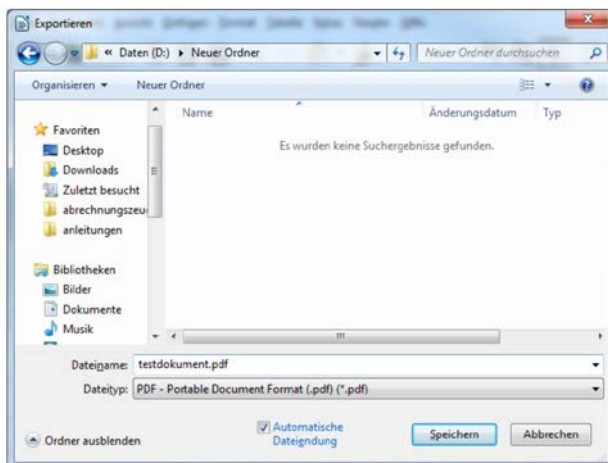 Exportieren
« Daten (D:) ▸ Neuer Ordner
Neuer Ordner durchsuchen
Organisieren ▾ Neuer Ordner
Name Änderungsdatum Typ
Es wurden keine Suchergebnisse gefunden.
Favoriten
Desktop
Downloads
Zuletzt besucht
abrechnungszeu
anleitungen
Bibliotheken
Bilder
Dokumente
Musik
Dateiname: testdokument.pdf
Dateityp: PDF - Portable Document Format (.pdf) (*.pdf)
Ordner ausblenden
Automatische
Dateiendung
Speichern
Abbrechen